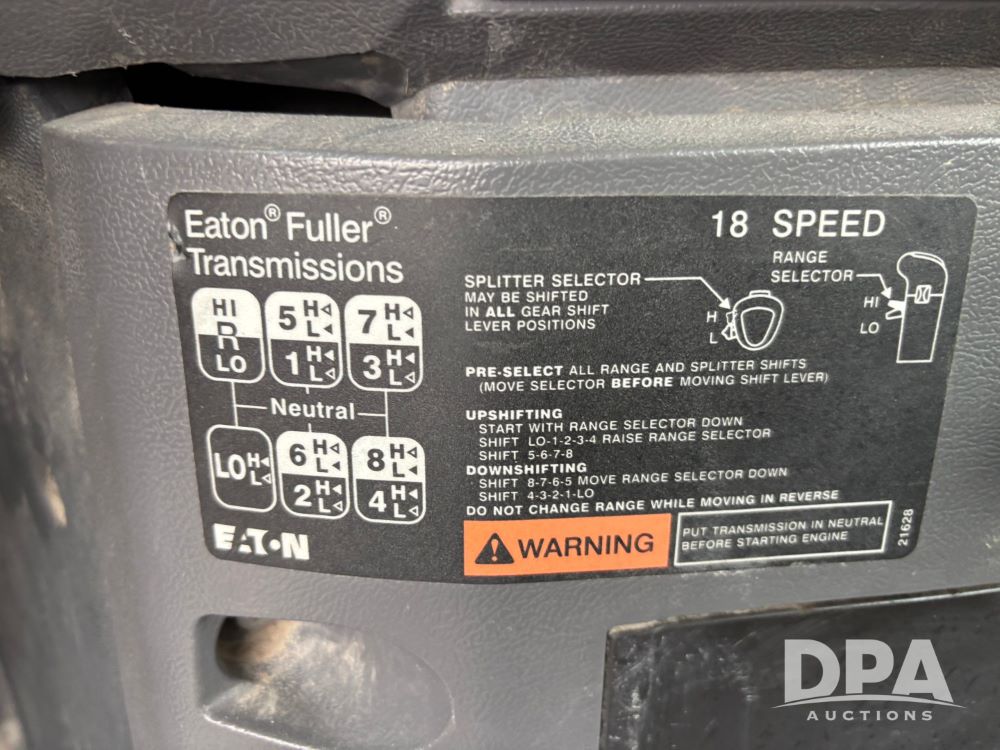 Eaton® Fuller®
Transmissions
18 SPEED
HI
R
LO
5 H L
1 H L
7 H L
3 H L
Neutral
LO H L
6 H L
2 H L
8 H L
4 H L
EATON
SPLITTER SELECTOR
MAY BE SHIFTED
IN ALL GEAR SHIFT
LEVER POSITIONS
H
L
RANGE
SELECTOR
HI
LO
PRE-SELECT ALL RANGE AND SPLITTER SHIFTS
(MOVE SELECTOR BEFORE MOVING SHIFT LEVER)
UPSHIFTING
START WITH RANGE SELECTOR DOWN
SHIFT LO-1-2-3-4 RAISE RANGE SELECTOR
SHIFT 5-6-7-8
DOWNSHIFTING
SHIFT 8-7-6-5 MOVE RANGE SELECTOR DOWN
SHIFT 4-3-2-1-LO
DO NOT CHANGE RANGE WHILE MOVING IN REVERSE
WARNING
PUT TRANSMISSION IN NEUTRAL
BEFORE STARTING ENGINE
21628
DPA
AUCTIONS